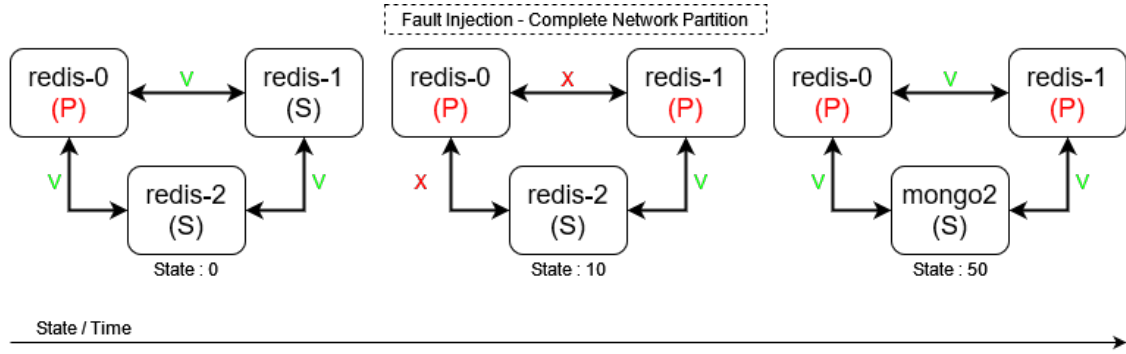 Fault Injection - Complete Network Partition
redis-0
(P)
V
redis-1
(S)
V
V
redis-2
(S)
State : 0
redis-0
(P)
X
redis-1
(P)
X
V
redis-2
(S)
State : 10
redis-0
(P)
V
redis-1
(P)
V
V
mongo2
(S)
State : 50
State / Time